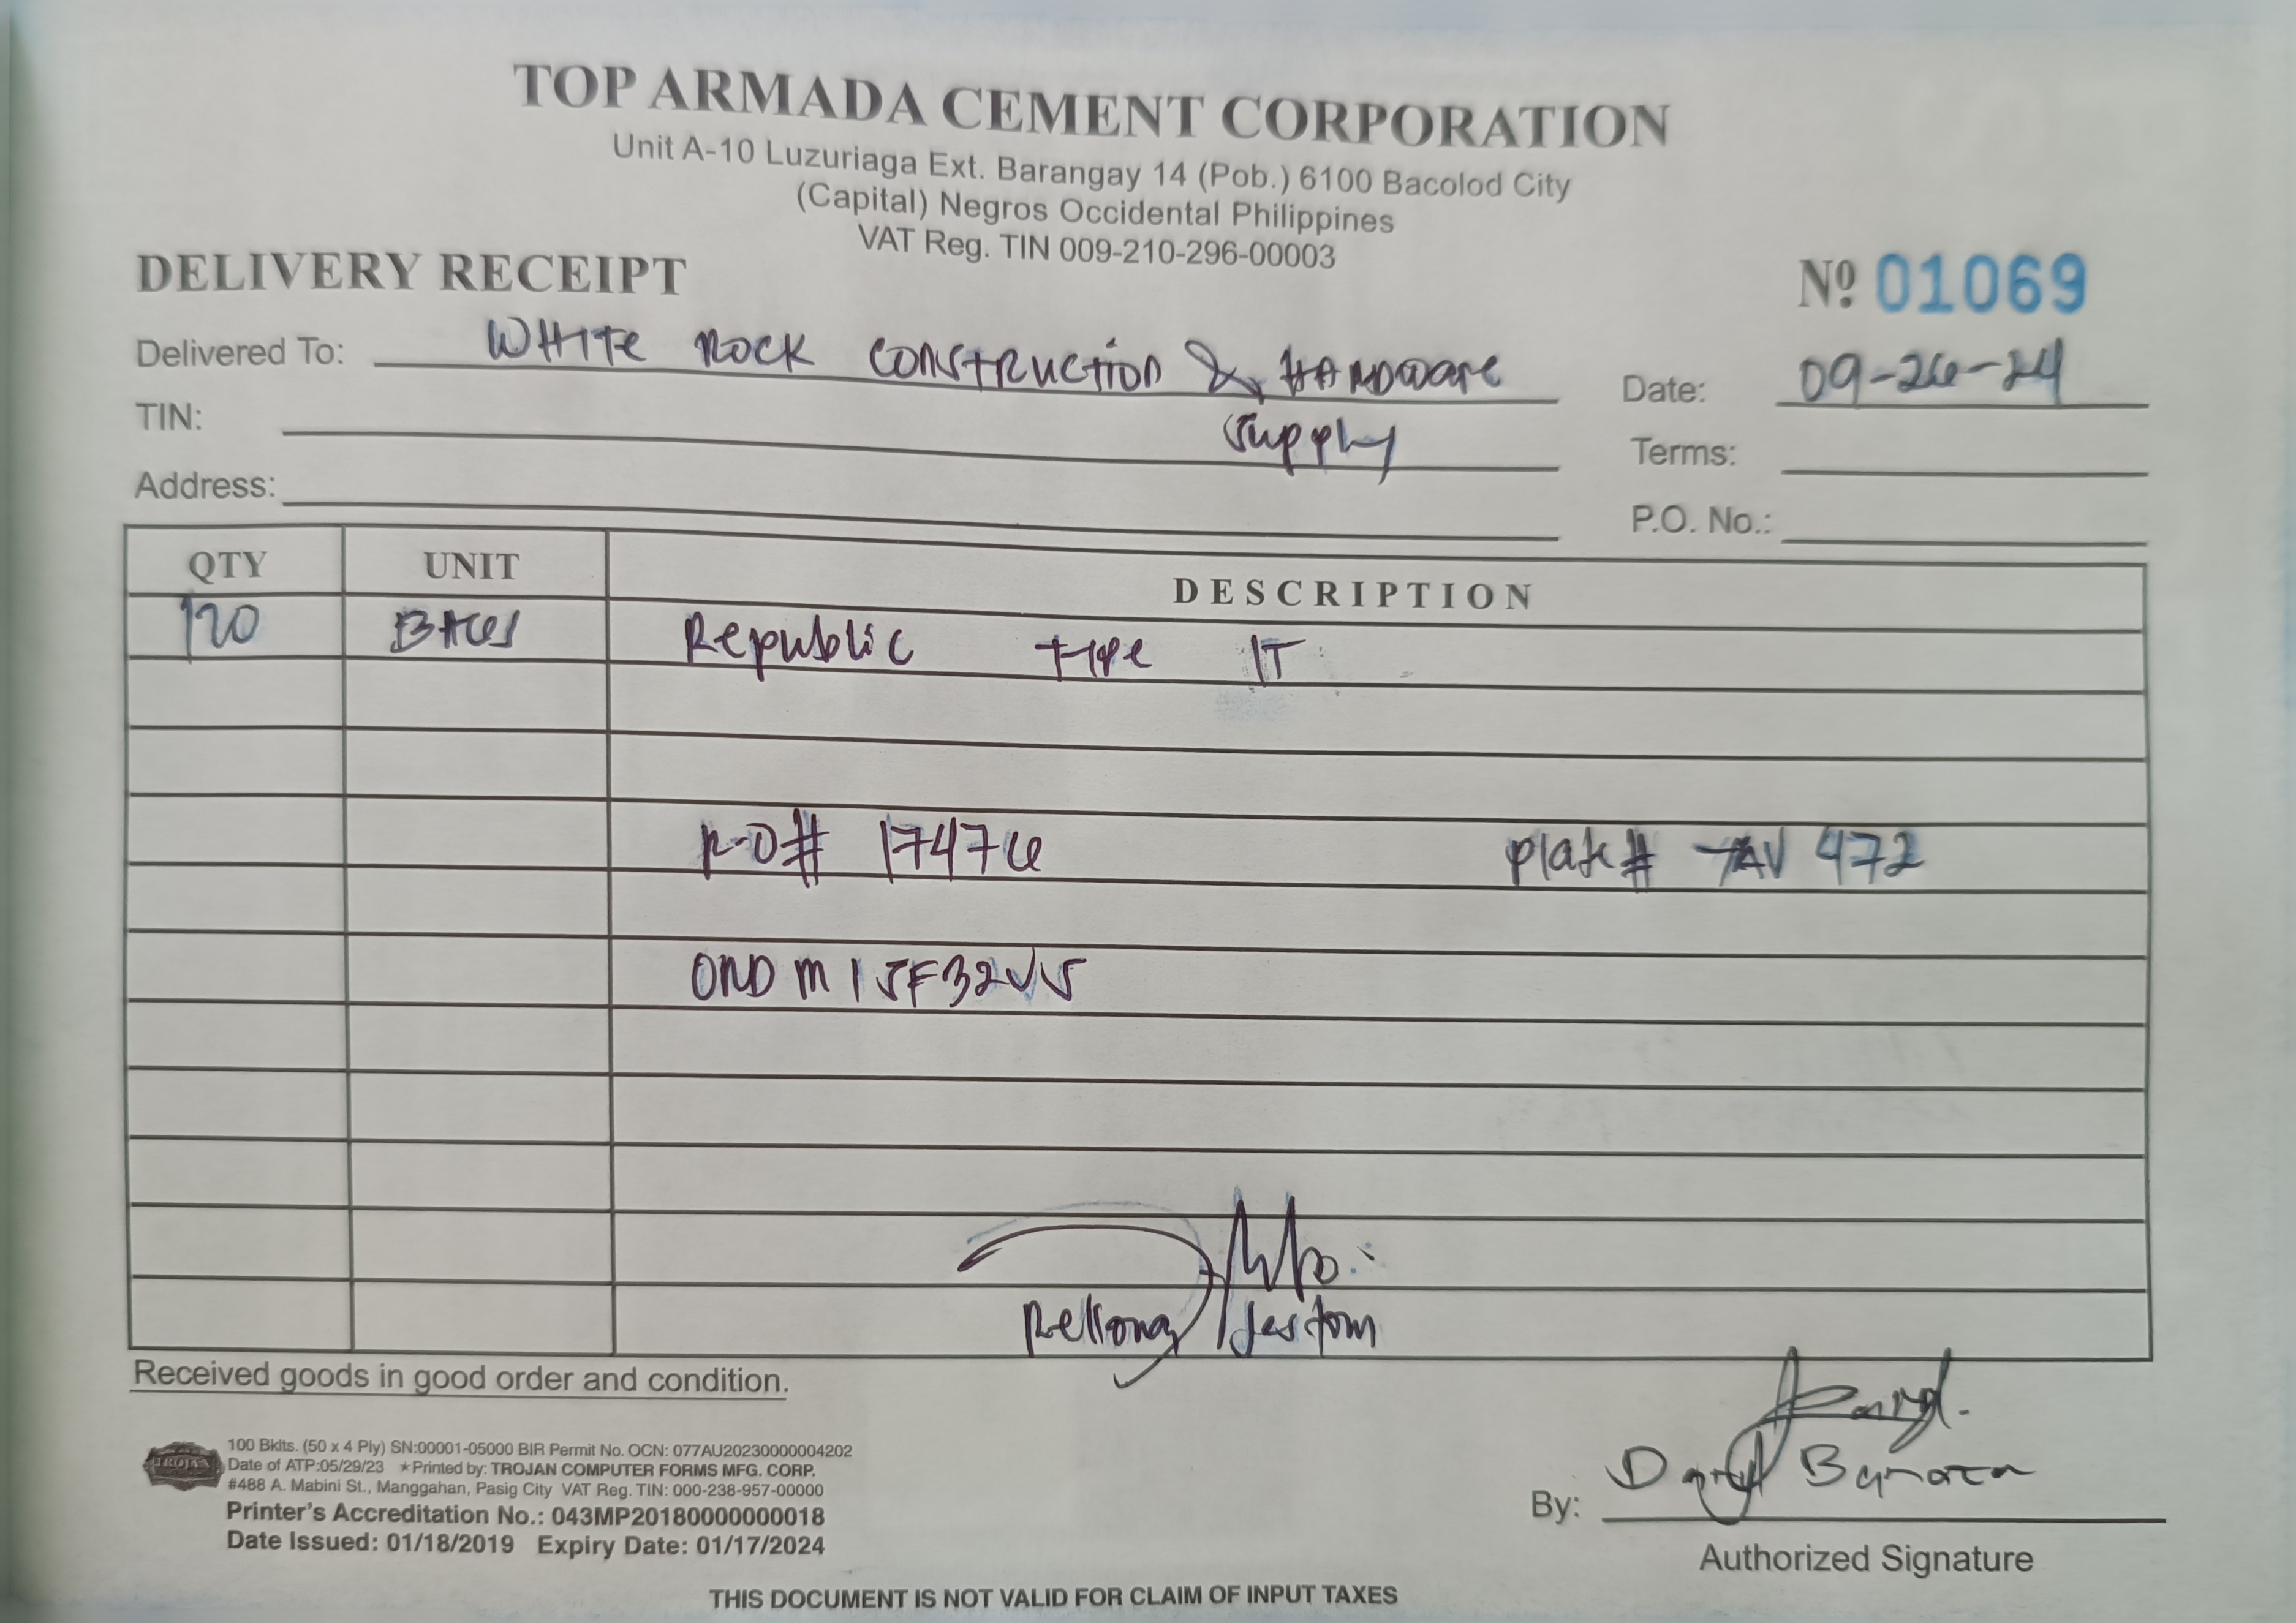 TOP ARMADA CEMENT CORPORATION
Unit A-10 Luzuriaga Ext. Barangay 14 (Pob.) 6100 Bacolod City
(Capital) Negros Occidental Philippines
VAT Reg. TIN 009-210-296-00003
DELIVERY RECEIPT
Nº 01069
Delivered To: WHITE ROCK CONSTRUCTION & HARDWARE
Date: 09-26-24
TIN: Supply
Terms:
Address:
P.O. No.:
QTY UNIT DESCRIPTION
120 BAGS Republic type 1T
P.O# 17476 plate# 472
Received goods in good order and condition.
TROJAN
100 Bklts. (50 x 4 Ply) SN:00001-05000 BIR Permit No. OCN: 077AU20230000004202
Date of ATP:05/29/23 ★Printed by: TROJAN COMPUTER FORMS MFG. CORP.
#488 A. Mabini St., Manggahan, Pasig City VAT Reg. TIN: 000-238-957-00000
Printer's Accreditation No.: 043MP20180000000018
Date Issued: 01/18/2019 Expiry Date: 01/17/2024
By: Daryl
Authorized Signature
THIS DOCUMENT IS NOT VALID FOR CLAIM OF INPUT TAXES